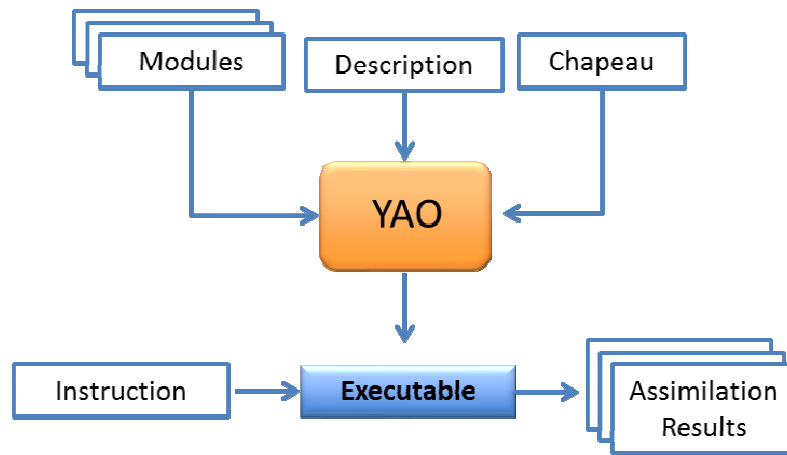 Modules
Description
Chapeau
YAO
Instruction
Executable
Assimilation
Results